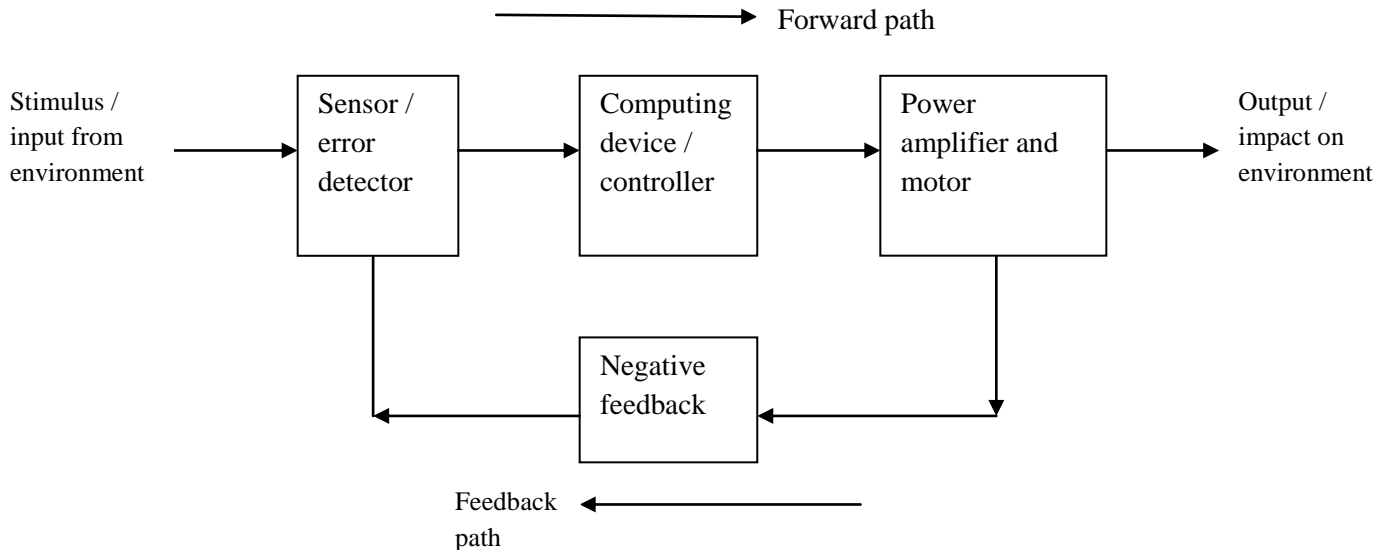 Forward path
Stimulus /
input from
environment
Sensor /
error
detector
Computing
device /
controller
Power
amplifier and
motor
Output /
impact on
environment
Negative
feedback
Feedback
path